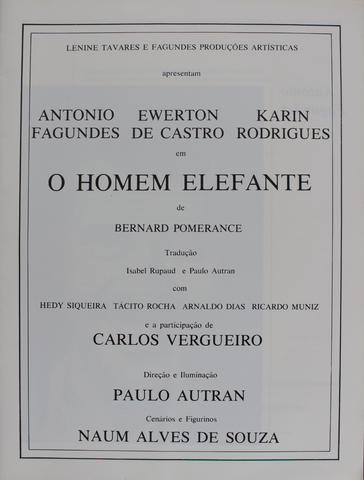 LENINE TAVARES E FAGUNDES PRODUÇÕES ARTÍSTICAS
apresentam
ANTONIO EWERTON KARIN
FAGUNDES DE CASTRO RODRIGUES
em
O HOMEM ELEFANTE
de
BERNARD POMERANCE
Tradução
Isabel Rupaud e Paulo Autran
com
HEDY SIQUEIRA TÁCITO ROCHA ARNALDO DIAS RICARDO MUNIZ
e a participação de
CARLOS VERGUEIRO
Direção e Iluminação
PAULO AUTRAN
Cenários e Figurinos
NAUM ALVES DE SOUZA